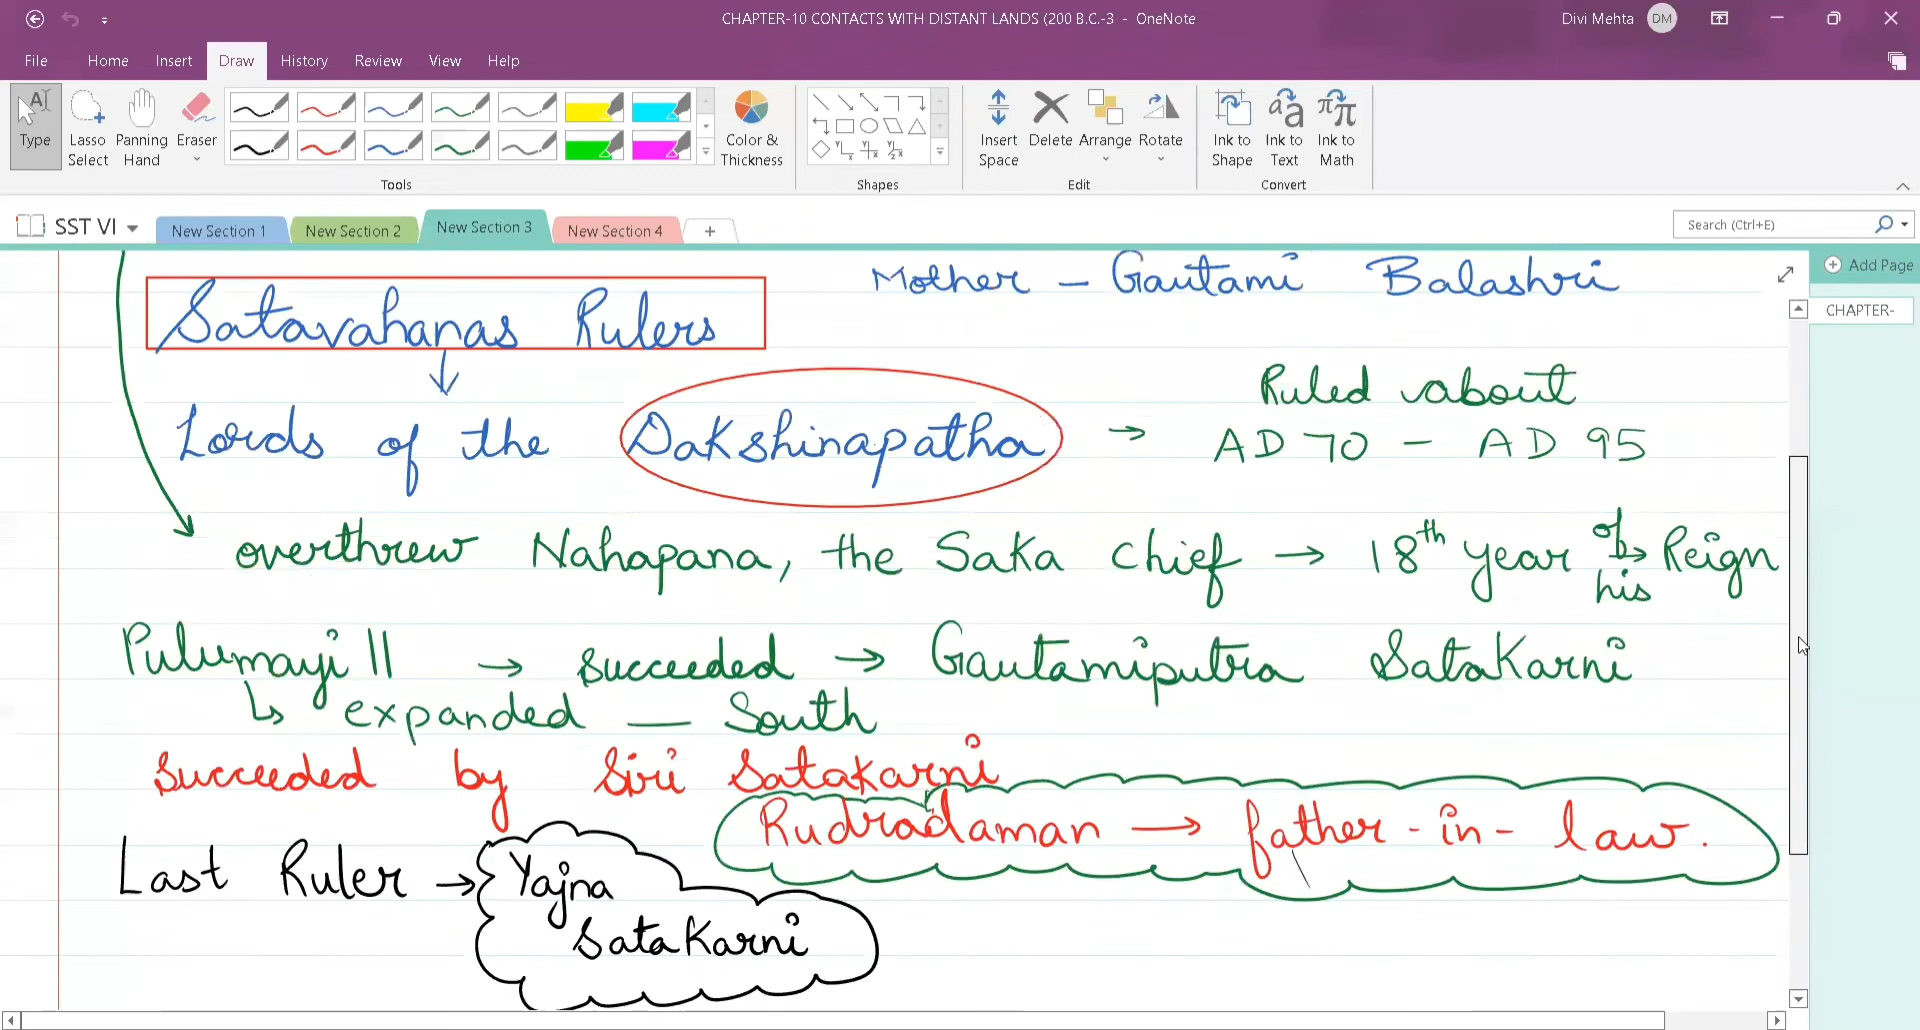 CHAPTER-10 CONTACTS WITH DISTANT LANDS (200 B.C.-3 - OneNote
Divi Mehta DM
File Home Insert Draw History Review View Help
Type
Lasso Select
Panning Hand
Eraser
Color & Thickness
Insert Space
Delete
Arrange
Rotate
Ink to Shape
Ink to Text
Ink to Math
Tools Shapes Edit Convert
SST VI New Section 1 New Section 2 New Section 3 New Section 4 +
Search (Ctrl+E)
Add Page
CHAPTER-
Mother - Gautami Balashri
Satavahanas Rulers
↓
Lords of the Dakshinapatha → Ruled about
AD 70 - AD 95
overthrew Nahapana, the Saka chief → 18th year of his → Reign
Pulumayi II → succeeded → Gautamiputra Satakarni
↳ expanded — South
Succeeded by Siri Satakarni
Rudradaman → father-in-law.
Last Ruler → Yajna
Satakarni